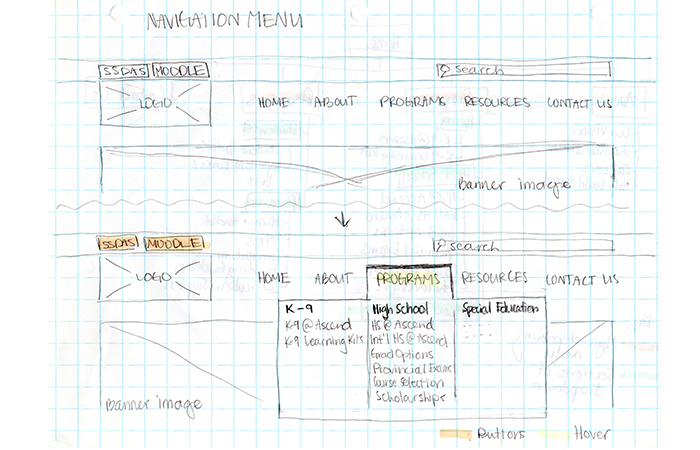 NAVIGATION MENU
SSDAS MOODLE search
LOGO HOME ABOUT PROGRAMS RESOURCES CONTACT US
Banner image
SSDAS MOODLE search
LOGO HOME ABOUT PROGRAMS RESOURCES CONTACT US
K-9 High School Special Education
K-9 @ Ascend HS @ Ascend
K-9 Learning Kits Int'l HS @ Ascend
Grad Options
Provincial Exams
Course Selection
Banner image Scholarships
Buttons Hover